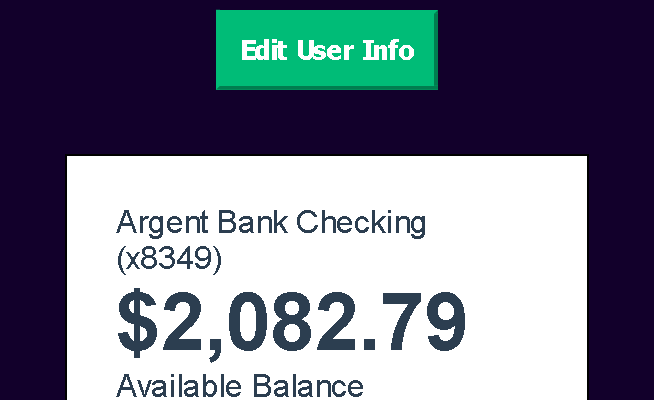 Edit User Info
Argent Bank Checking
(x8349)
$2,082.79
Available Balance